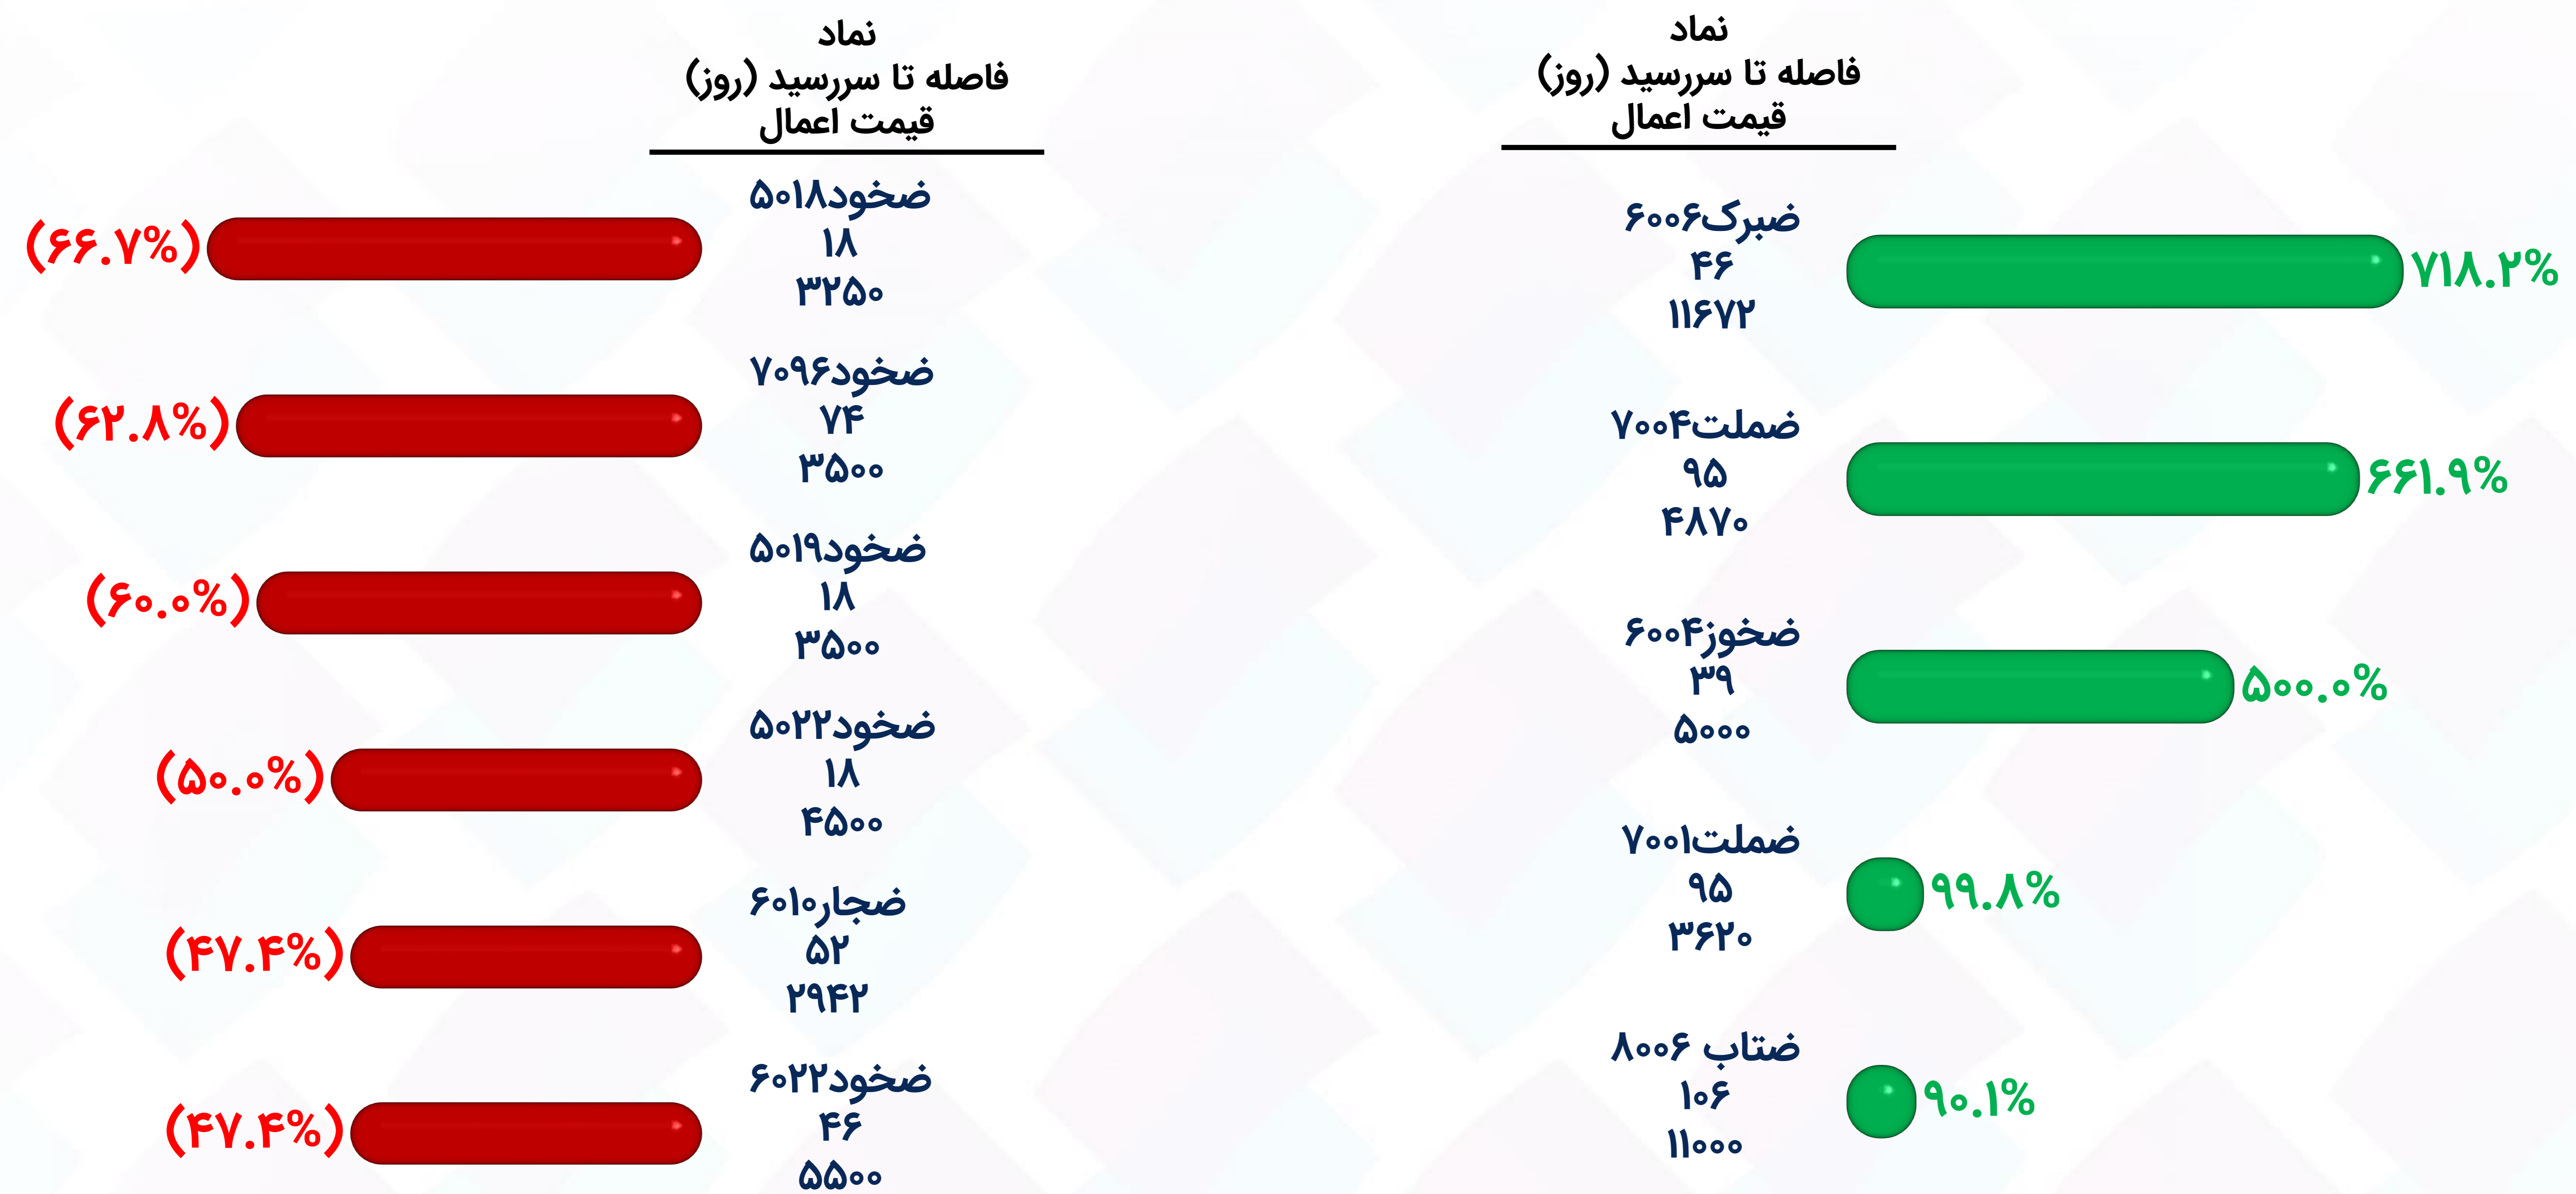 نماد
فاصله تا سررسید (روز)
قیمت اعمال
ضبرک۶۰۰۶
۴۶
۱۱۶۷۲
۷۱۸.۲%
ضملت۷۰۰۴
۹۵
۴۸۷۰
۶۶۱.۹%
ضخوز۶۰۰۴
۳۹
۵۰۰۰
۵۰۰.۰%
ضملت۷۰۰۱
۹۵
۳۶۲۰
۹۹.۸%
ضتاب ۸۰۰۶
۱۰۶
۱۱۰۰۰
۹۰.۱%
نماد
فاصله تا سررسید (روز)
قیمت اعمال
ضخود۵۰۱۸
۱۸
۳۲۵۰
(۶۶.۷%)
ضخود۷۰۹۶
۷۴
۳۵۰۰
(۶۲.۸%)
ضخود۵۰۱۹
۱۸
۳۵۰۰
(۶۰.۰%)
ضخود۵۰۲۲
۱۸
۴۵۰۰
(۵۰.۰%)
ضجار۶۰۱۰
۵۲
۲۹۴۲
(۴۷.۴%)
ضخود۶۰۲۲
۴۶
۵۵۰۰
(۴۷.۴%)